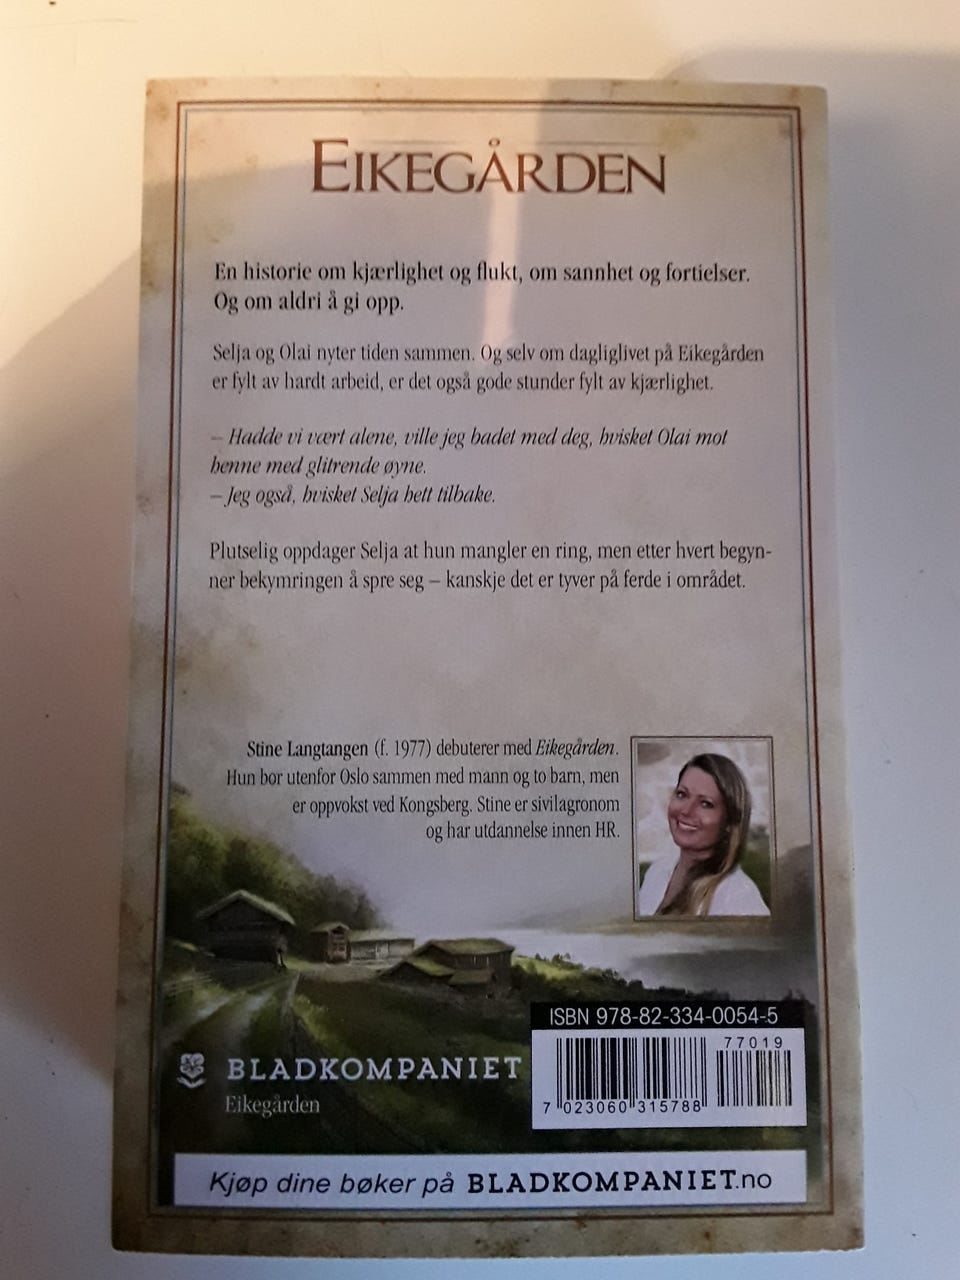 EIKEGÅRDEN
En historie om kjærlighet og flukt, om sannhet og fortielser.
Og om aldri å gi opp.
Selja og Olai nyter tiden sammen. Og selv om dagliglivet på Eikegården
er fylt av hardt arbeid, er det også gode stunder fylt av kjærlighet.
– Hadde vi vært alene, ville jeg badet med deg, hvisket Olai mot
henne med glitrende øyne.
– Jeg også, hvisket Selja hett tilbake.
Plutselig oppdager Selja at hun mangler en ring, men etter hvert begyn-
ner bekymringen å spre seg – kanskje det er tyver på ferde i området.
Stine Langtangen (f. 1977) debuterer med Eikegården.
Hun bor utenfor Oslo sammen med mann og to barn, men
er oppvokst ved Kongsberg. Stine er sivilagronom
og har utdannelse innen HR.
ISBN 978-82-334-0054-5
77019
7 023060 315788
BLADKOMPANIET
Eikegården
Kjøp dine bøker på BLADKOMPANIET.no